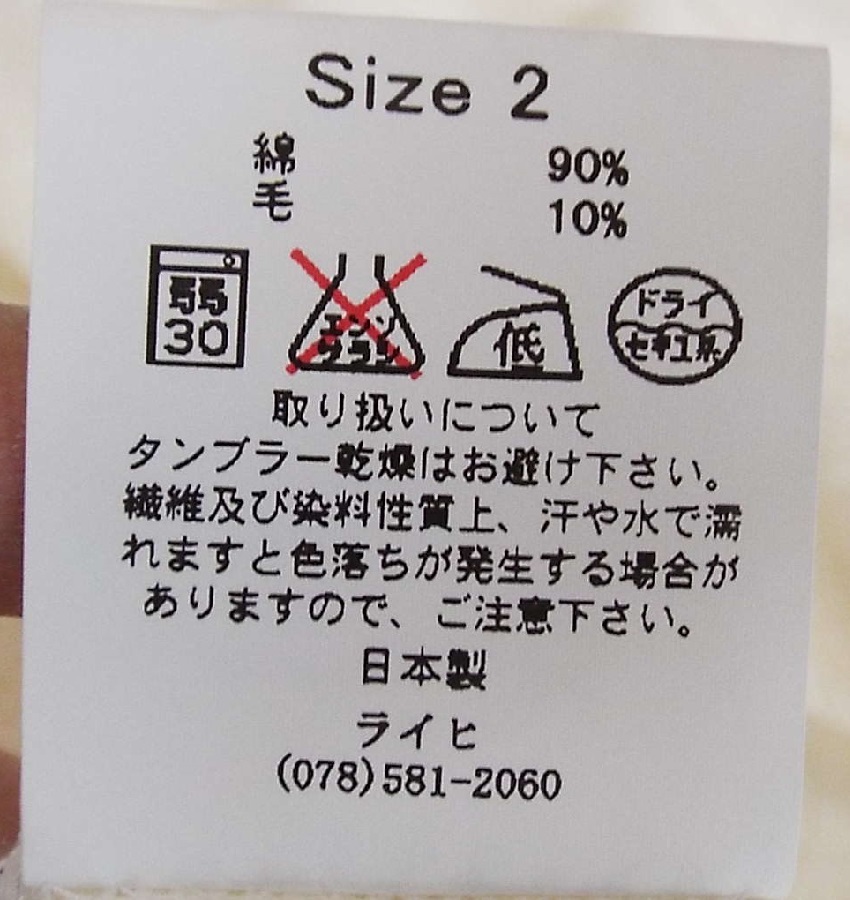 Size 2
綿 90%
毛 10%
弱
30
エンソ
サラシ
低
ドライ
セキユ系
取り扱いについて
タンブラー乾燥はお避け下さい。
繊維及び染料性質上、汗や水で濡
れますと色落ちが発生する場合が
ありますので、ご注意下さい。
日本製
ライヒ
(078)581-2060